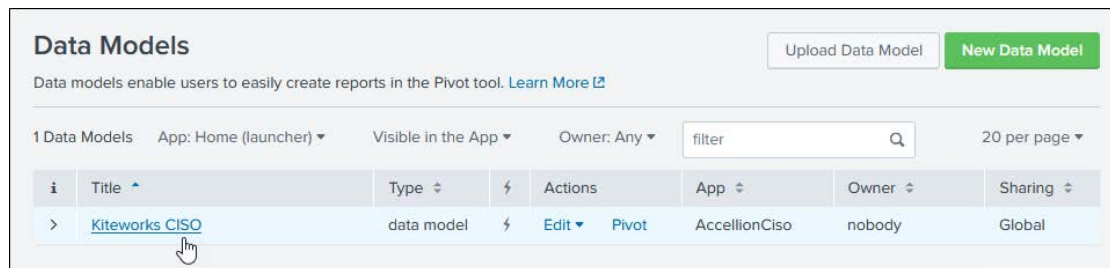 Data Models
Upload Data Model
New Data Model
Data models enable users to easily create reports in the Pivot tool. Learn More
1 Data Models App: Home (launcher) Visible in the App Owner: Any filter 20 per page
i Title Type Actions App Owner Sharing
Kiteworks CISO data model Edit Pivot AccellionCiso nobody Global